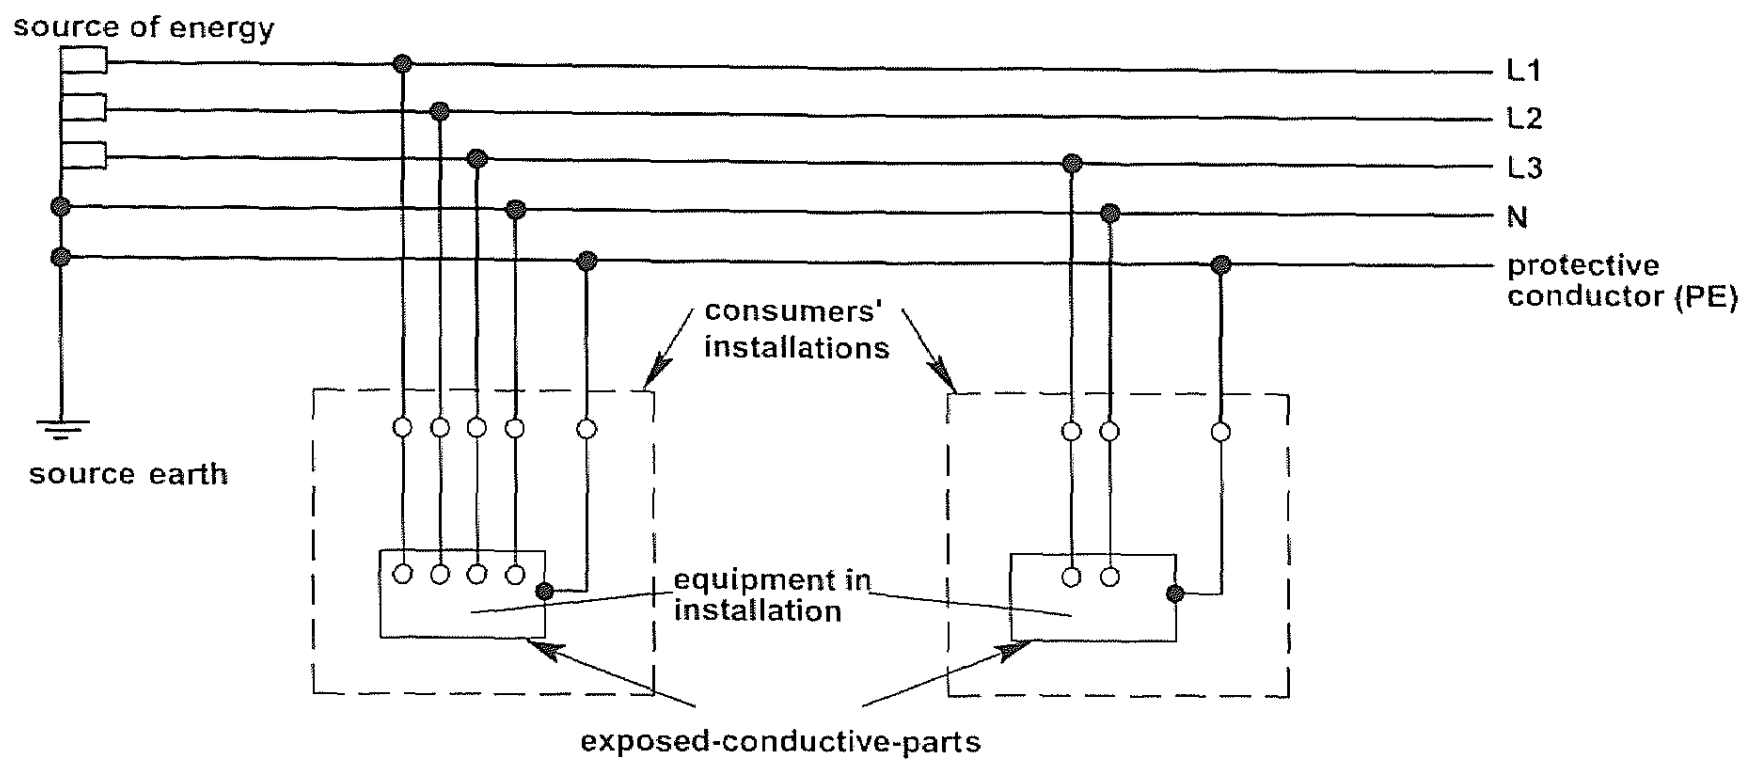 source of energy
L1
L2
L3
N
protective
conductor (PE)
consumers'
installations
source earth
equipment in
installation
exposed-conductive-parts